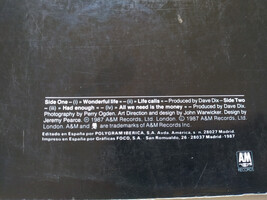 Side One – (i) « Wonderful life » – (ii) « Life calls » – Produced by Dave Dix – Side Two
– (iii) « Had enough » – (iv) « All we need is the money » – Produced by Dave Dix.
Photography by Perry Ogden. Art Direction and design by John Warwicker. Design by
Jeremy Pearce. © 1987 A&M Records, Ltd. London. ℗ 1987 A&M Records, Ltd.
London. A&M and are trademarks of A&M Records, Inc.
Editado en España por POLYGRAM IBERICA, S.A. Avda. América, s. n. 28027 Madrid.
Impreso en España por Gráficas FOCO, S.A. - San Romualdo, 26 - 28037 Madrid - 1987
A&M
RECORDS